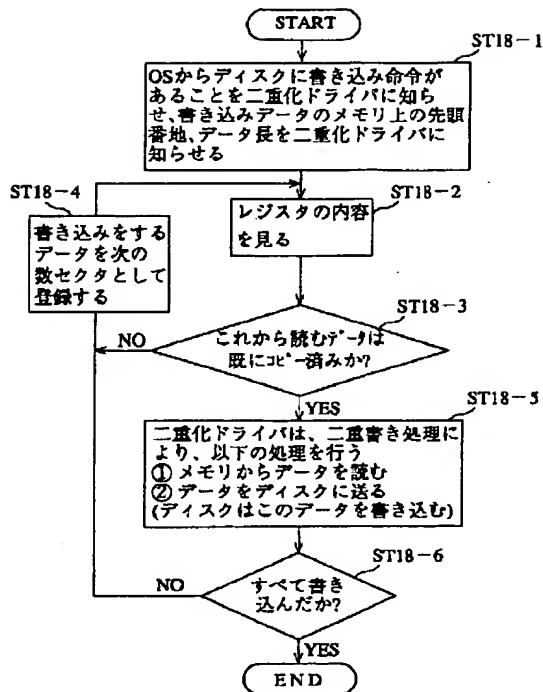 START
ST18-1
OSからディスクに書き込み命令が
あることを二重化ドライバに知ら
せ、書き込みデータのメモリ上の先頭
番地、データ長を二重化ドライバに
知らせる
ST18-4
ST18-2
書き込みをする
データを次の
数セクタとして
登録する
レジスタの内容
を見る
ST18-3
NO
これから読むデータは
既にコピー済みか?
YES
ST18-5
二重化ドライバは、二重書き処理に
より、以下の処理を行う
① メモリからデータを読む
② データをディスクに送る
(ディスクはこのデータを書き込む)
ST18-6
NO
すべて書き
込んだか?
YES
END